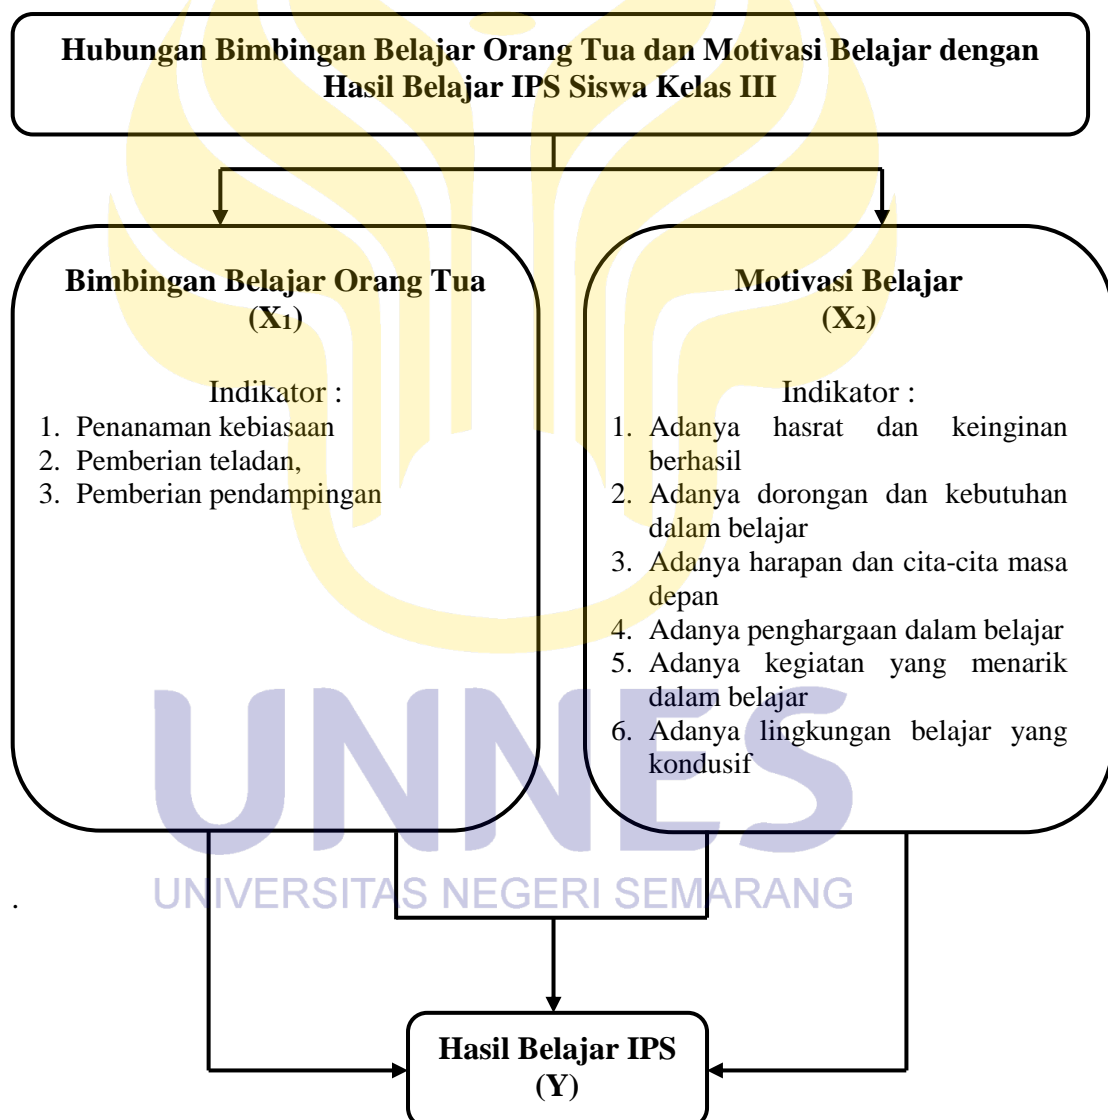 Hubungan Bimbingan Belajar Orang Tua dan Motivasi Belajar dengan
Hasil Belajar IPS Siswa Kelas III
Bimbingan Belajar Orang Tua
(X₁)
Indikator :
1. Penanaman kebiasaan
2. Pemberian teladan,
3. Pemberian pendampingan
Motivasi Belajar
(X₂)
Indikator :
1. Adanya hasrat dan keinginan
berhasil
2. Adanya dorongan dan kebutuhan
dalam belajar
3. Adanya harapan dan cita-cita masa
depan
4. Adanya penghargaan dalam belajar
5. Adanya kegiatan yang menarik
dalam belajar
6. Adanya lingkungan belajar yang
kondusif
UNNES
UNIVERSITAS NEGERI SEMARANG
.
Hasil Belajar IPS
(Y)